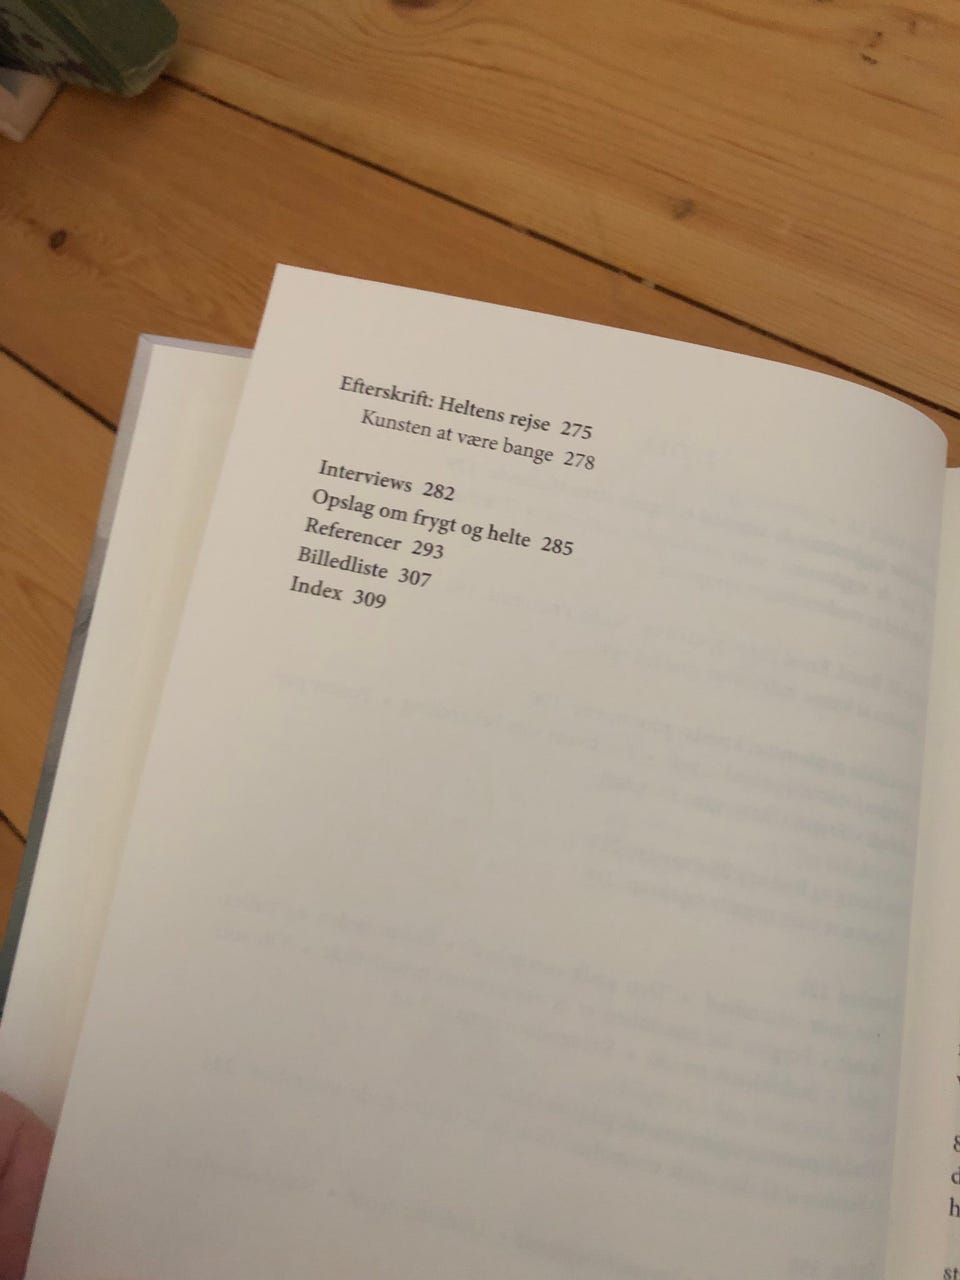 Efterskrift: Heltens rejse 275
Kunsten at være bange 278
Interviews 282
Opslag om frygt og helte 285
Referencer 293
Billedliste 307
Index 309